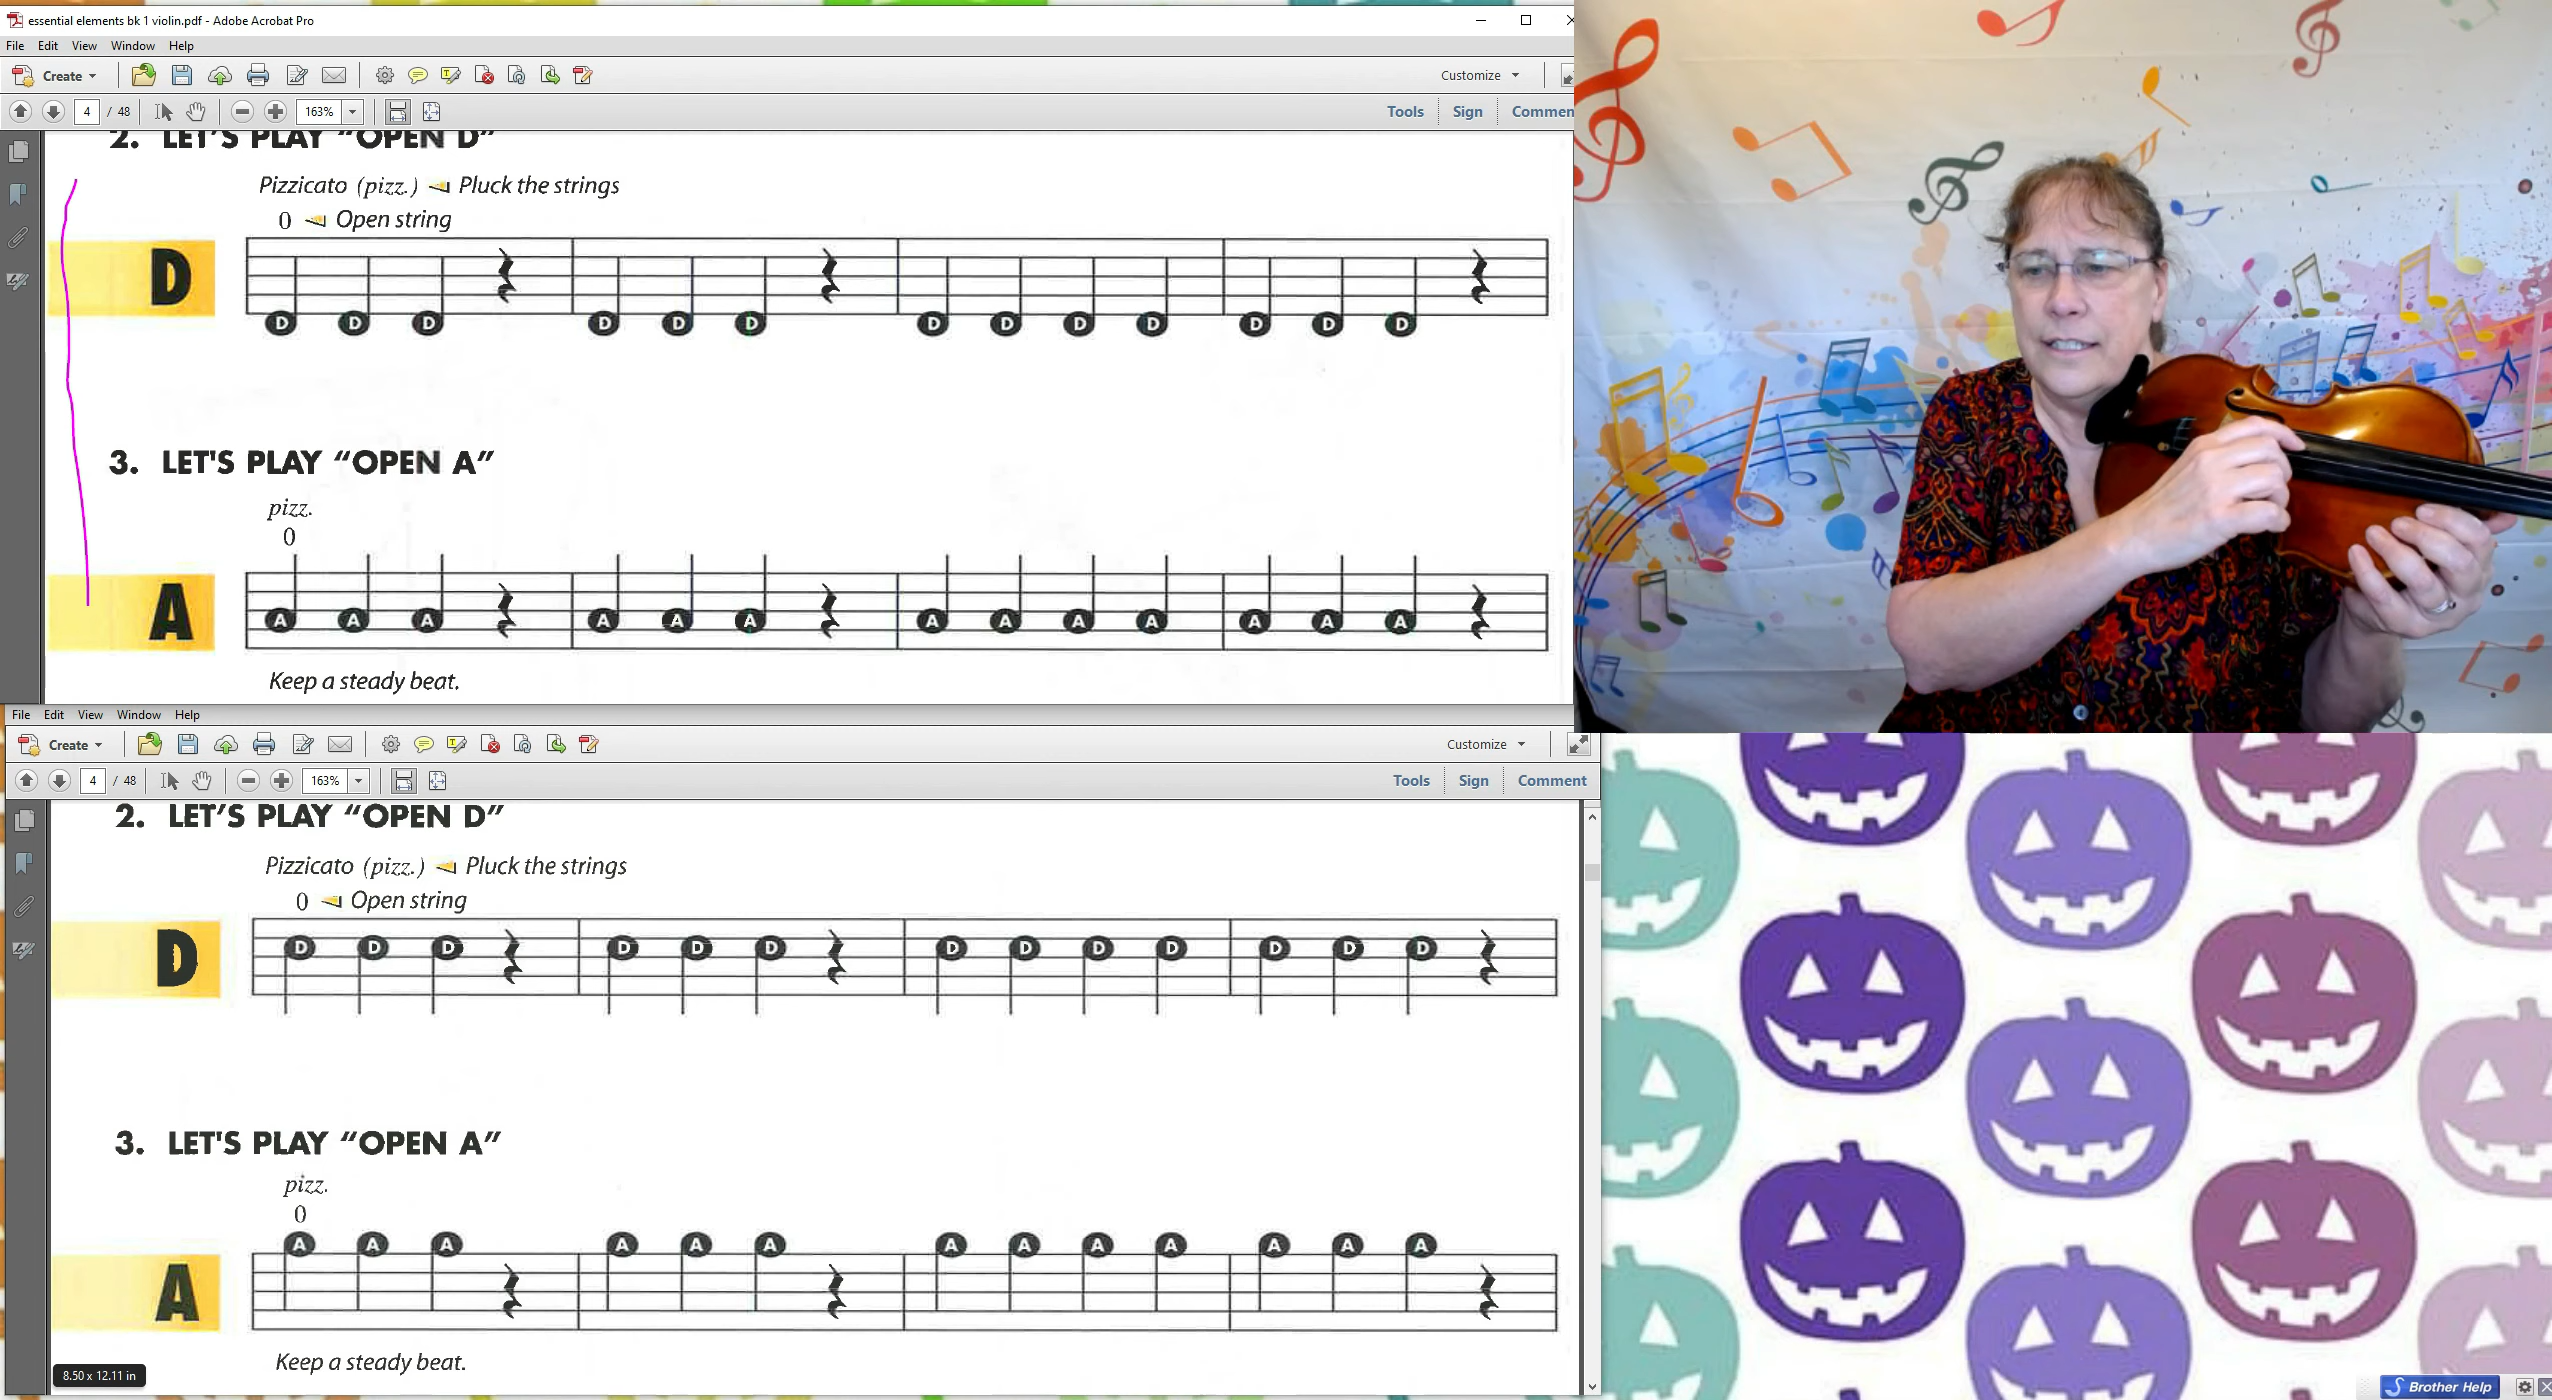 essential elements bk 1 violin.pdf - Adobe Acrobat Pro
File Edit View Window Help
Create
Customize
4 / 48 163% Tools Sign Commen
2. LET'S PLAY “OPEN D”
Pizzicato (pizz.) Pluck the strings
0 Open string
D
D D D D D D D D D D D D D
3. LET'S PLAY “OPEN A”
pizz.
0
A
A A A A A A A A A A A A A
Keep a steady beat.
File Edit View Window Help
Create
Customize
4 / 48 163% Tools Sign Comment
2. LET'S PLAY “OPEN D”
Pizzicato (pizz.) Pluck the strings
0 Open string
D D D D D D D D D D D D D
D
3. LET'S PLAY “OPEN A”
pizz.
0
A A A A A A A A A A A A A
A
Keep a steady beat.
8.50 x 12.11 in
Brother Help